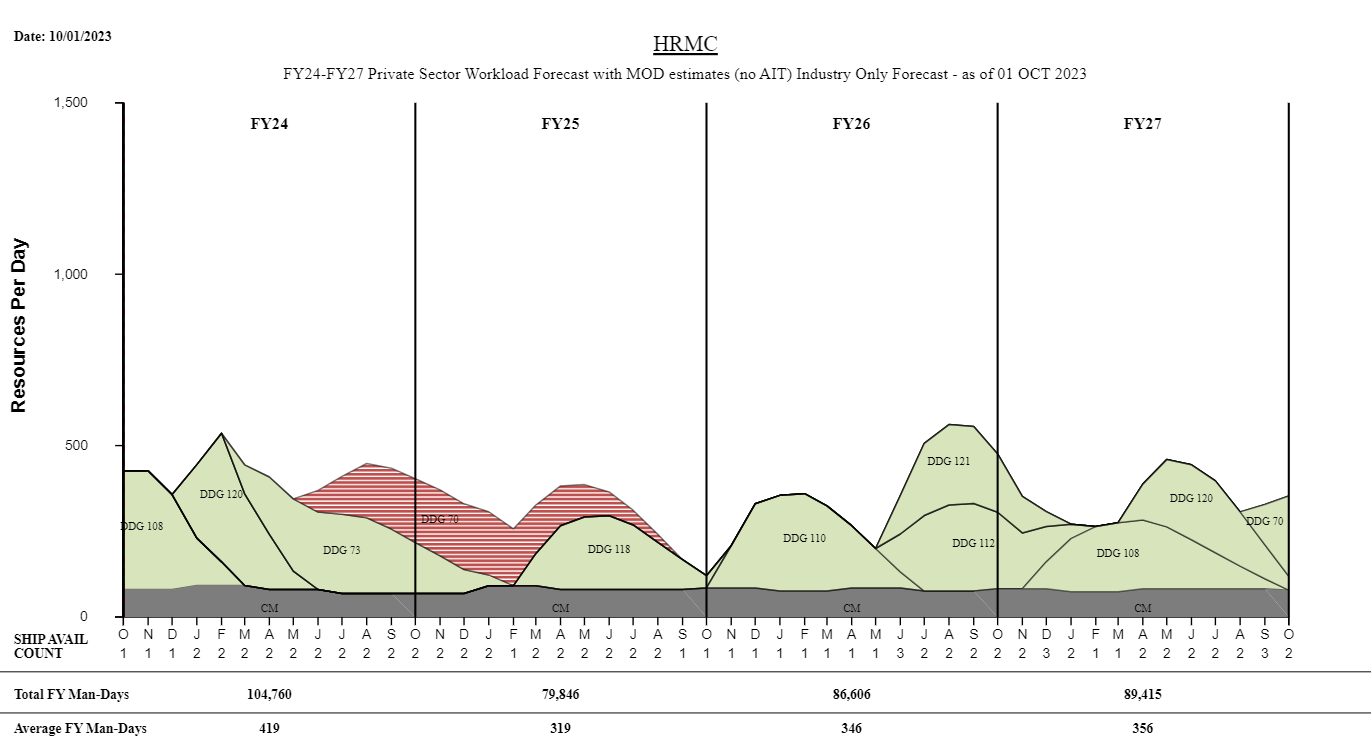 Date: 10/01/2023
HRMC
FY24-FY27 Private Sector Workload Forecast with MOD estimates (no AIT) Industry Only Forecast - as of 01 OCT 2023
FY24 FY25 FY26 FY27
Resources Per Day
1,500
1,000
500
0
DDG 108
DDG 120
DDG 73
DDG 70
DDG 118
DDG 110
DDG 121
DDG 112
DDG 108
DDG 120
DDG 70
CM CM CM CM
O N D J F M A M J J A S O N D J F M A M J J A S O N D J F M A M J J A S O N D J F M A M J J A S O
SHIP AVAIL
COUNT 1 1 1 2 2 2 2 2 2 2 2 2 2 2 2 2 1 2 2 2 2 2 2 1 1 1 1 1 1 1 1 1 3 2 2 2 2 2 3 2 1 1 2 2 2 2 2 3 2
Total FY Man-Days 104,760 79,846 86,606 89,415
Average FY Man-Days 419 319 346 356